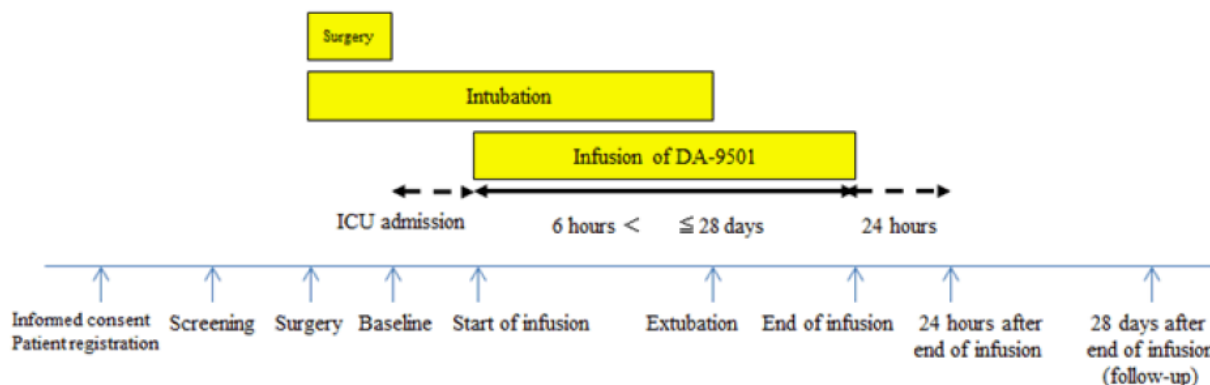 Surgery
Intubation
Infusion of DA-9501
ICU admission
6 hours < ≦ 28 days
24 hours
Informed consent
Patient registration
Screening
Surgery
Baseline
Start of infusion
Extubation
End of infusion
24 hours after
end of infusion
28 days after
end of infusion
(follow-up)